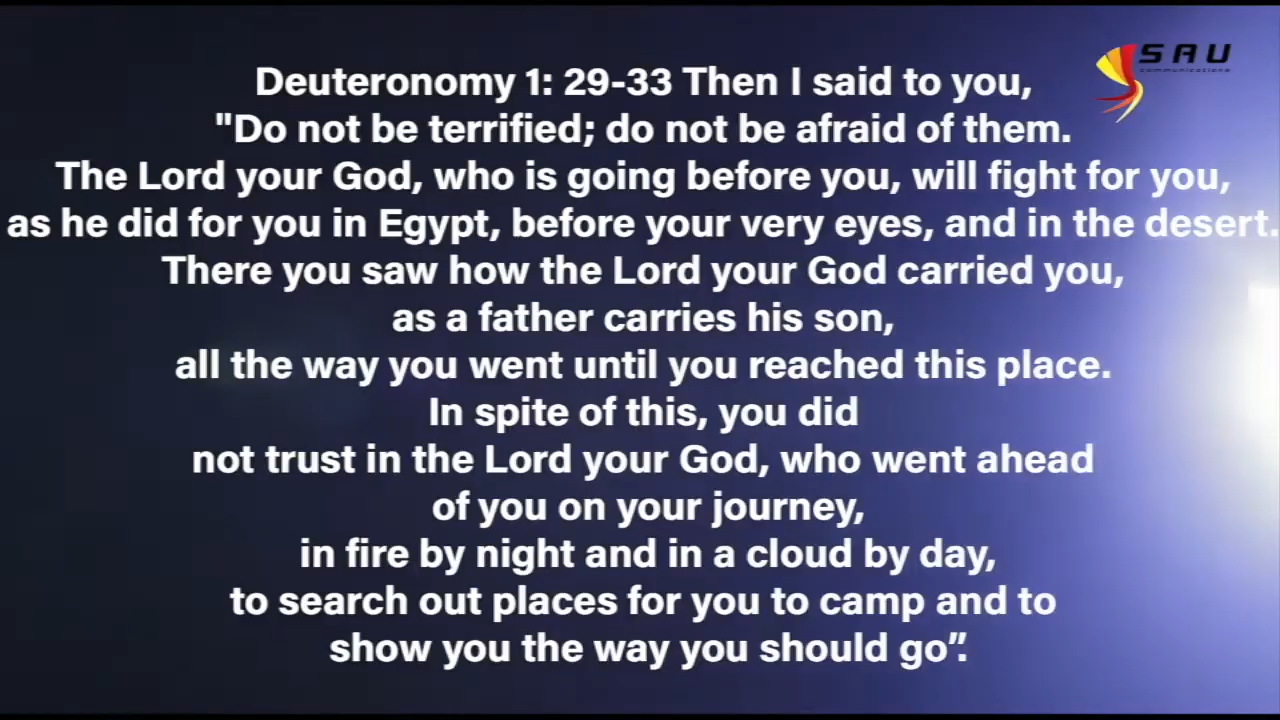 SAU
communications
Deuteronomy 1: 29-33 Then I said to you,
"Do not be terrified; do not be afraid of them.
The Lord your God, who is going before you, will fight for you,
as he did for you in Egypt, before your very eyes, and in the desert.
There you saw how the Lord your God carried you,
as a father carries his son,
all the way you went until you reached this place.
In spite of this, you did
not trust in the Lord your God, who went ahead
of you on your journey,
in fire by night and in a cloud by day,
to search out places for you to camp and to
show you the way you should go”.